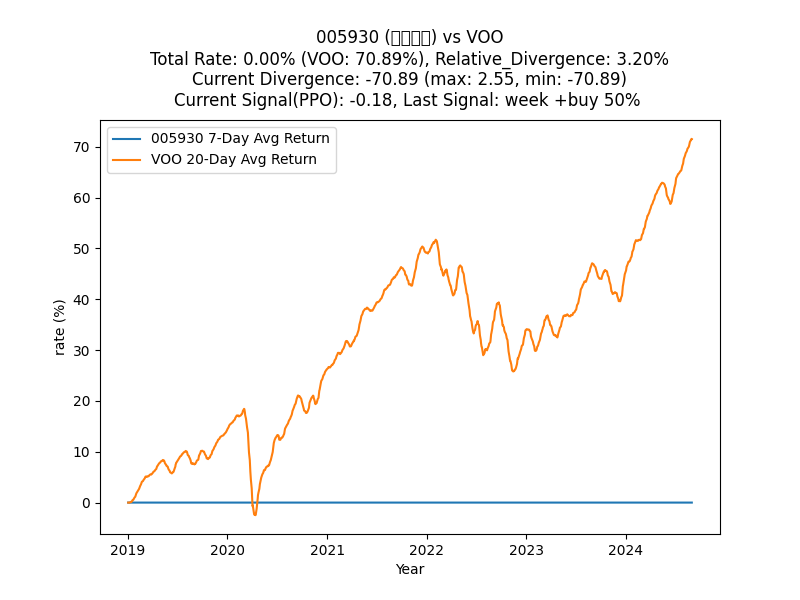 005930 (□□□□) vs VOO
Total Rate: 0.00% (VOO: 70.89%), Relative_Divergence: 3.20%
Current Divergence: -70.89 (max: 2.55, min: -70.89)
Current Signal(PPO): -0.18, Last Signal: week +buy 50%
005930 7-Day Avg Return
VOO 20-Day Avg Return
rate (%)
70
60
50
40
30
20
10
0
2019
2020
2021
2022
2023
2024
Year